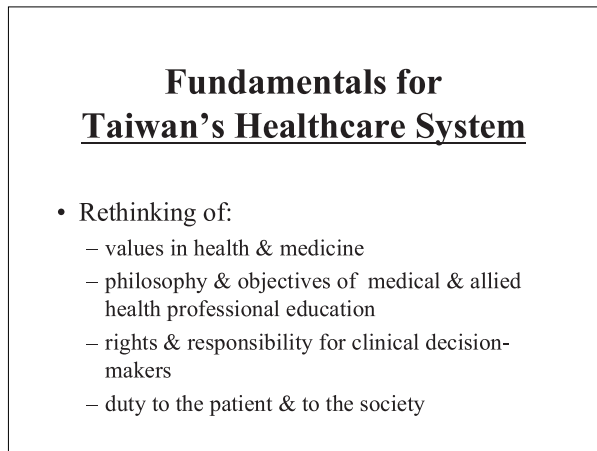 Fundamentals for
Taiwan’s Healthcare System
• Rethinking of:
– values in health & medicine
– philosophy & objectives of medical & allied
health professional education
– rights & responsibility for clinical decision-
makers
– duty to the patient & to the society